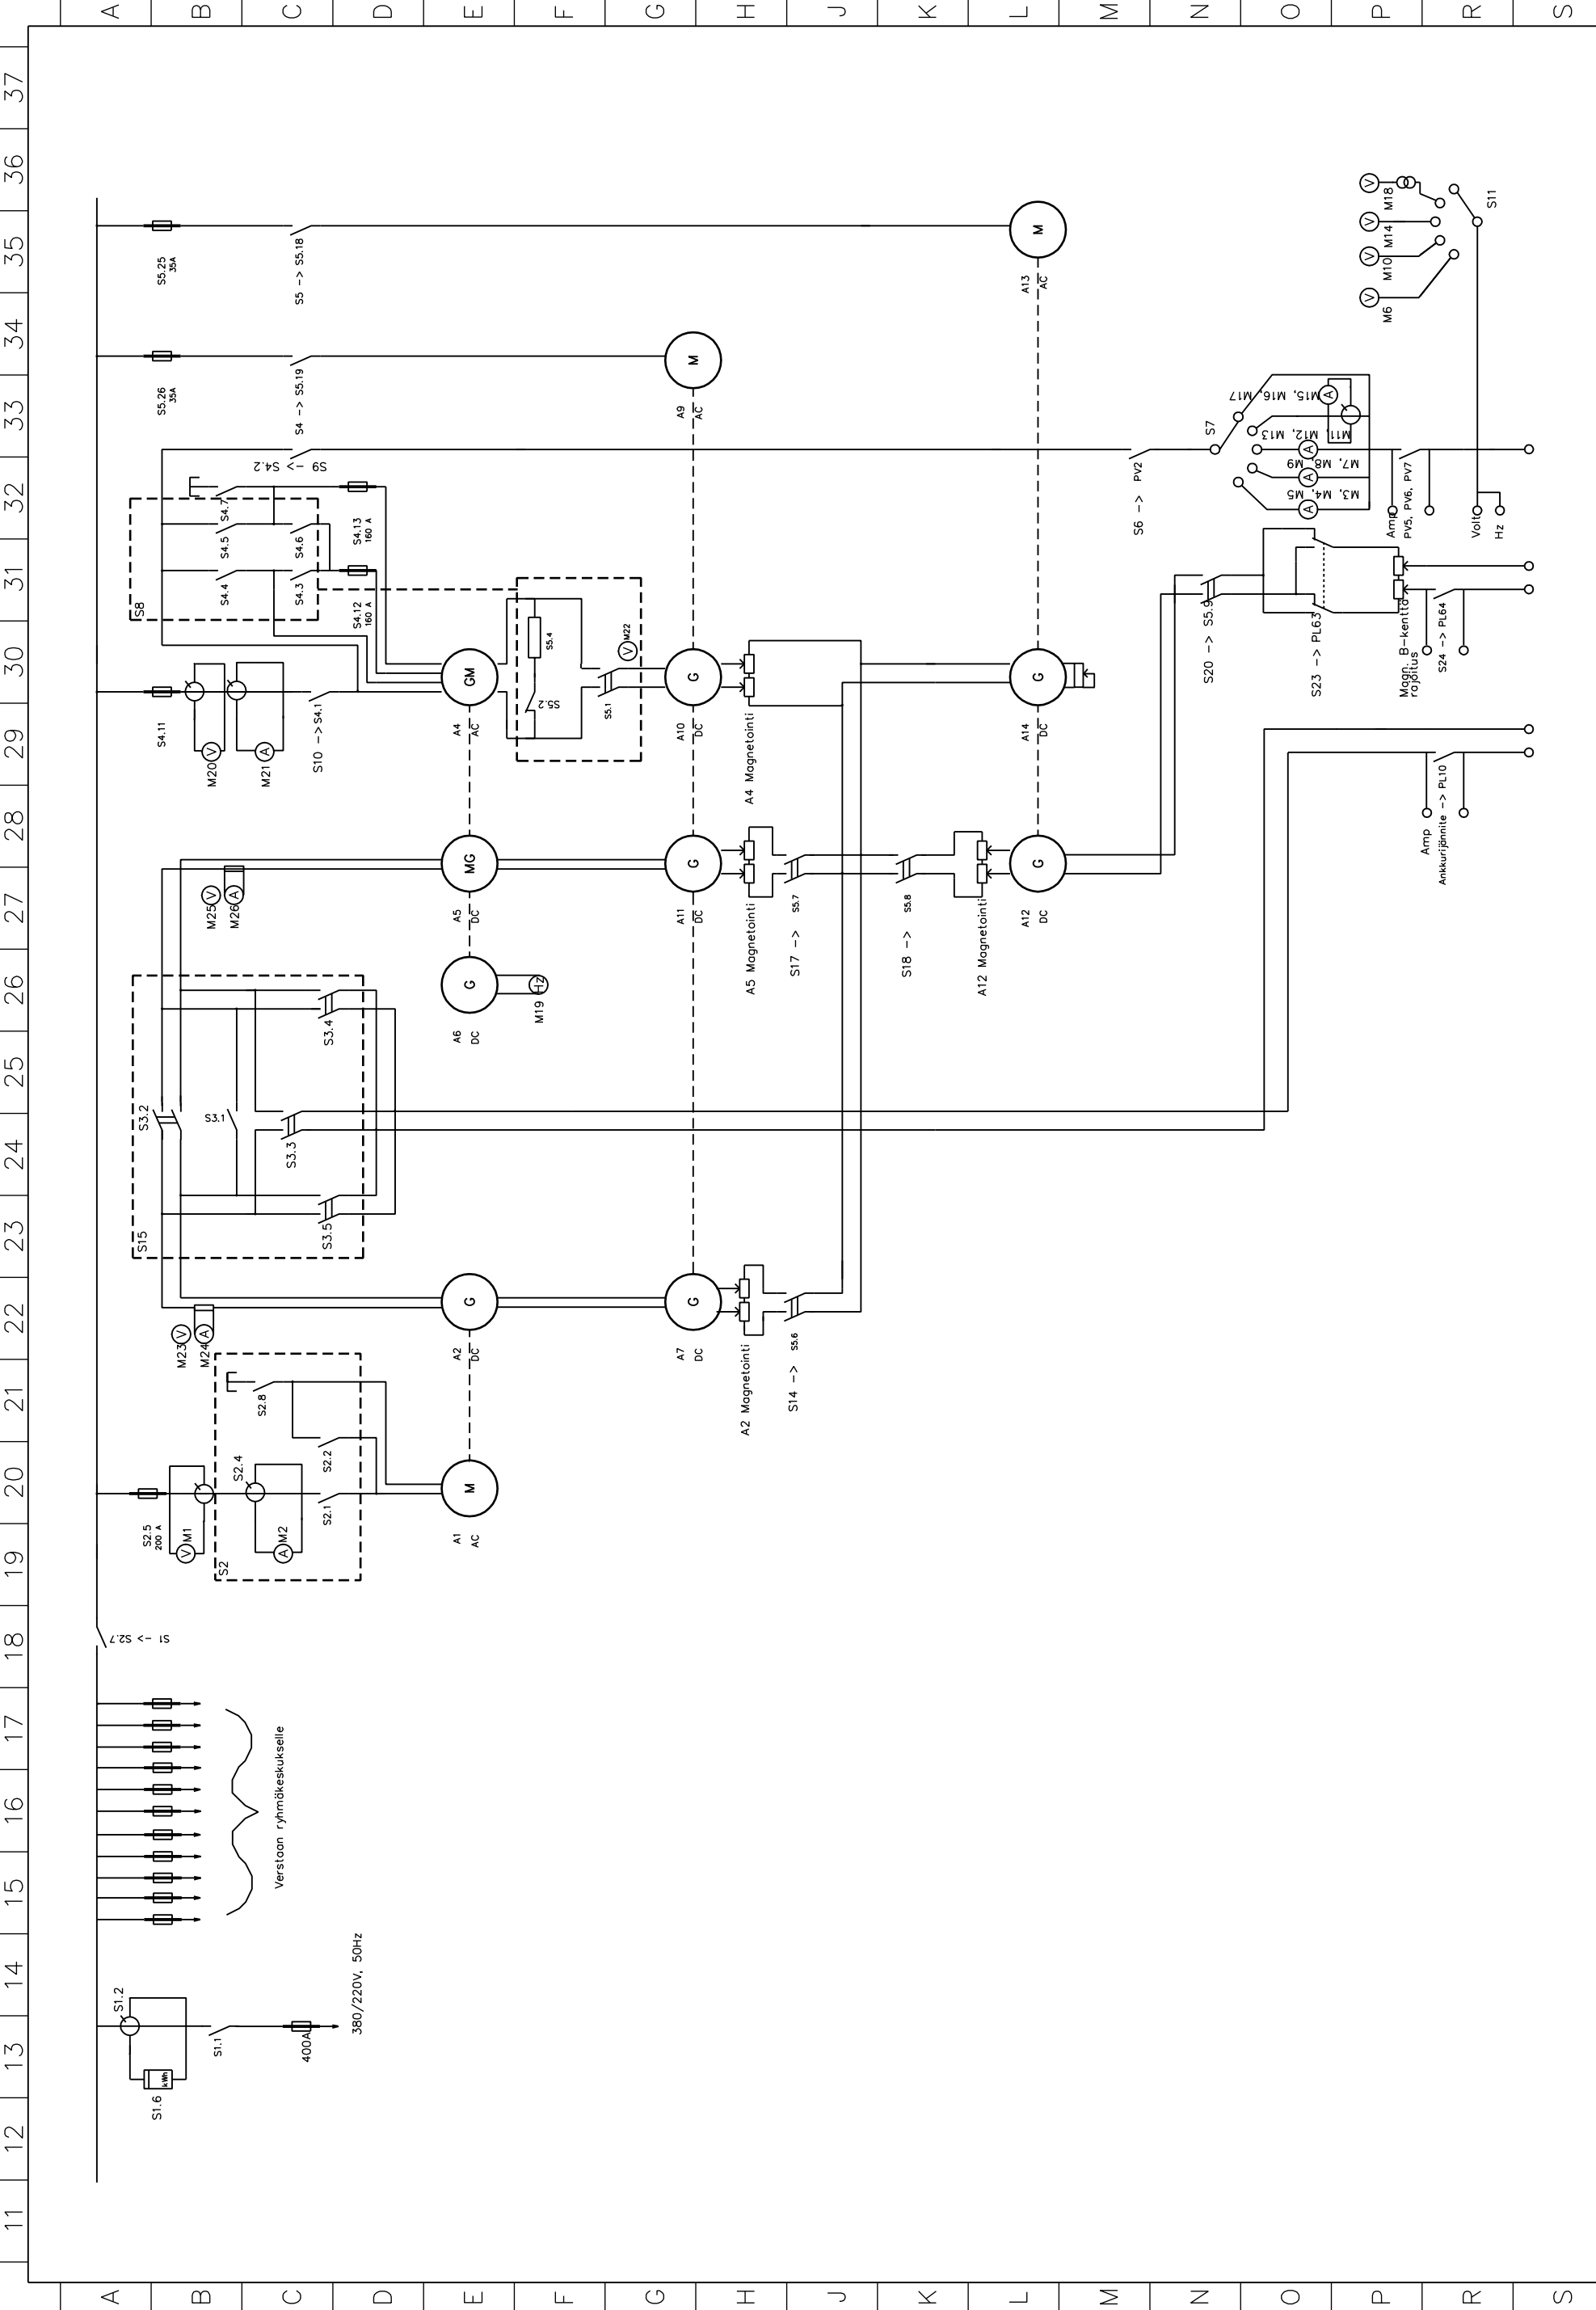 A B C D E F G H J K L M N O P R S
37
36
35
34
33
32
31
30
29
28
27
26
25
24
23
22
21
20
19
18
17
16
15
14
13
12
11
S1.6
kWh
S1.2
S1.1
400A
380/220V, 50Hz
Verstaan ryhmäkeskukselle
S1 -> S2.7
S2.5
200 A
V
M1
S2
S2.4
A
M2
S2.1
S2.2
S2.8
M
A1
AC
M23
V
M24
A
G
A2
DC
G
A7
DC
A2 Magnetointi
S14 ->
S5.6
S15
S3.5
S3.3
S3.1
S3.2
S3.4
G
A6
DC
M19
Hz
M25
V
M26
A
MG
A5
DC
G
A11
DC
A5 Magnetointi
S17 ->
S5.7
S18 ->
S5.8
A12 Magnetointi
G
A12
DC
S4.11
M20
V
M21
A
S10 ->
S4.1
GM
A4
AC
S5.2
S5.4
S5.1
V
M22
G
A10
DC
A4 Magnetointi
G
A14
DC
S8
S4.4
S4.3
S4.5
S4.6
S4.7
S4.12
160 A
S4.13
160 A
S9 -> S4.2
S5.26
35A
S4 -> S5.19
M
A9
AC
S5.25
35A
S5 -> S5.18
M
A13
AC
S6 ->
PV2
S7
M15, M16, M17
A
M11, M12, M13
A
M7, M8, M9
A
M3, M4, M5
A
Amp
PV5, PV6, PV7
Volt
Hz
M6
V
M10
V
M14
V
M18
V
S11
S20 -> S5.9
S23 -> PL63
Magn. B-kenttä
rajoitus
S24 -> PL64
Amp
Ankkurijännite -> PL10
A B C D E F G H J K L M N O P R S